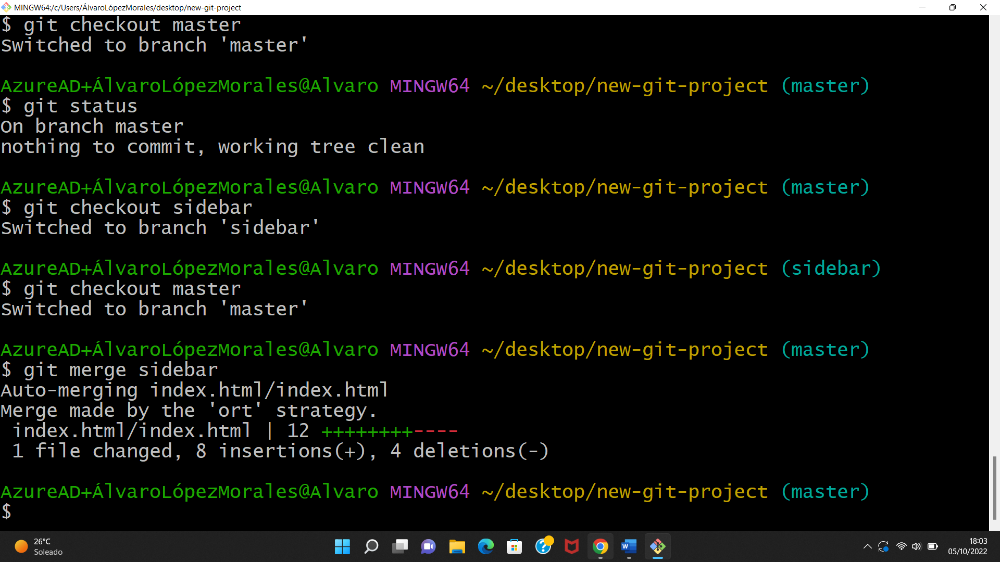 MINGW64:/c/Users/ÁlvaroLópezMorales/desktop/new-git-project
$ git checkout master
Switched to branch 'master'
AzureAD+ÁlvaroLópezMorales@Alvaro MINGW64 ~/desktop/new-git-project (master)
$ git status
On branch master
nothing to commit, working tree clean
AzureAD+ÁlvaroLópezMorales@Alvaro MINGW64 ~/desktop/new-git-project (master)
$ git checkout sidebar
Switched to branch 'sidebar'
AzureAD+ÁlvaroLópezMorales@Alvaro MINGW64 ~/desktop/new-git-project (sidebar)
$ git checkout master
Switched to branch 'master'
AzureAD+ÁlvaroLópezMorales@Alvaro MINGW64 ~/desktop/new-git-project (master)
$ git merge sidebar
Auto-merging index.html/index.html
Merge made by the 'ort' strategy.
 index.html/index.html | 12 ++++++++----
 1 file changed, 8 insertions(+), 4 deletions(-)
AzureAD+ÁlvaroLópezMorales@Alvaro MINGW64 ~/desktop/new-git-project (master)
$
26°C
Soleado
18:03
05/10/2022